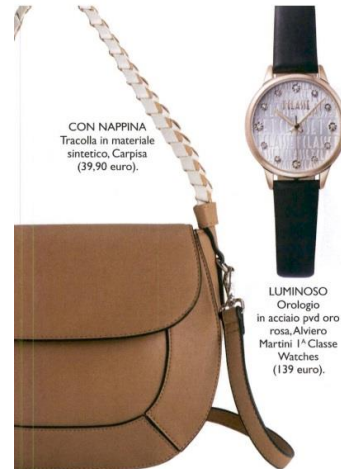 CON NAPPINA
Tracolla in materiale
sintetico, Carpisa
(39,90 euro).
LUMINOSO
Orologio
in acciaio pvd oro
rosa, Alviero
Martini 1ᴬ Classe
Watches
(139 euro).